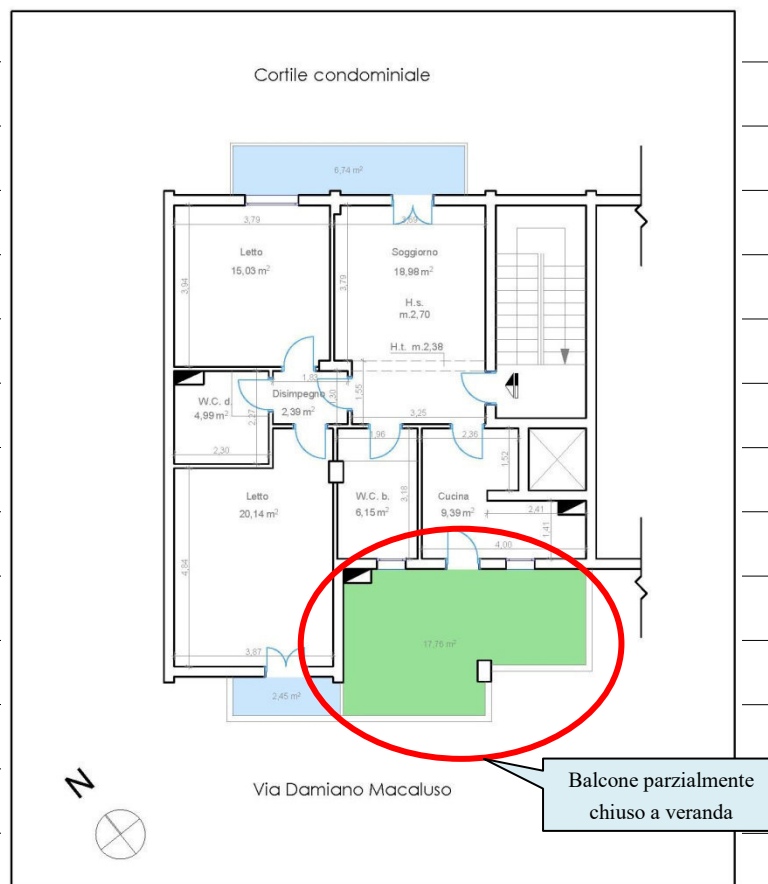 Cortile condominiale
6,74 m²
3,79
3,69
Letto
15,03 m²
3,94
Soggiorno
18,98 m²
3,79
H.s.
m.2,70
H.t. m.2,38
1,83
1,55
1,30
Disimpegno
2,39 m²
W.C. d.
4,99 m²
2,27
2,30
3,25
1,96
2,36
1,52
Letto
20,14 m²
W.C. b.
6,15 m²
3,18
Cucina
9,39 m²
2,41
1,41
4,00
4,84
3,87
17,76 m²
2,45 m²
N
Via Damiano Macaluso
Balcone parzialmente
chiuso a veranda